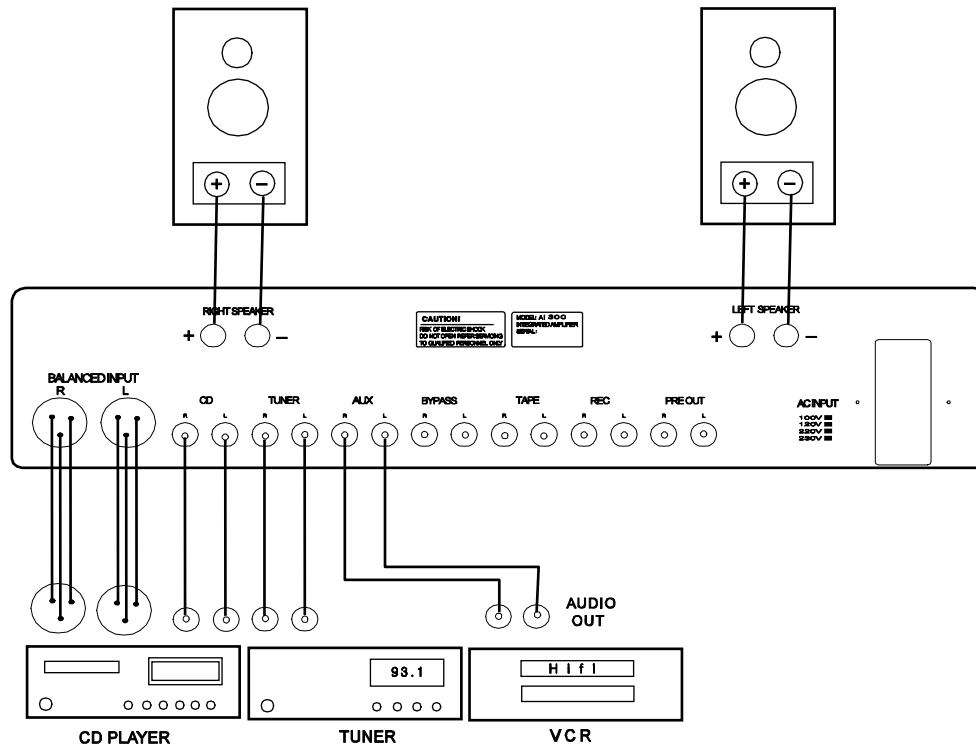 + −
+ −
RIGHT SPEAKER
+ −
CAUTION!
RISK OF ELECTRIC SHOCK
DO NOT OPEN REFER SERVICING
TO QUALIFIED PERSONNEL ONLY
MODEL: AI 300
INTEGRATED AMPLIFIER
SERIAL:
LEFT SPEAKER
+ −
BALANCED INPUT
R L
CD
R L
TUNER
R L
AUX
R L
BYPASS
R L
TAPE
R L
REC
R L
PRE OUT
R L
AC INPUT
100V
120V
220V
230V
AUDIO
OUT
93.1
Hifi
CD PLAYER
TUNER
VCR